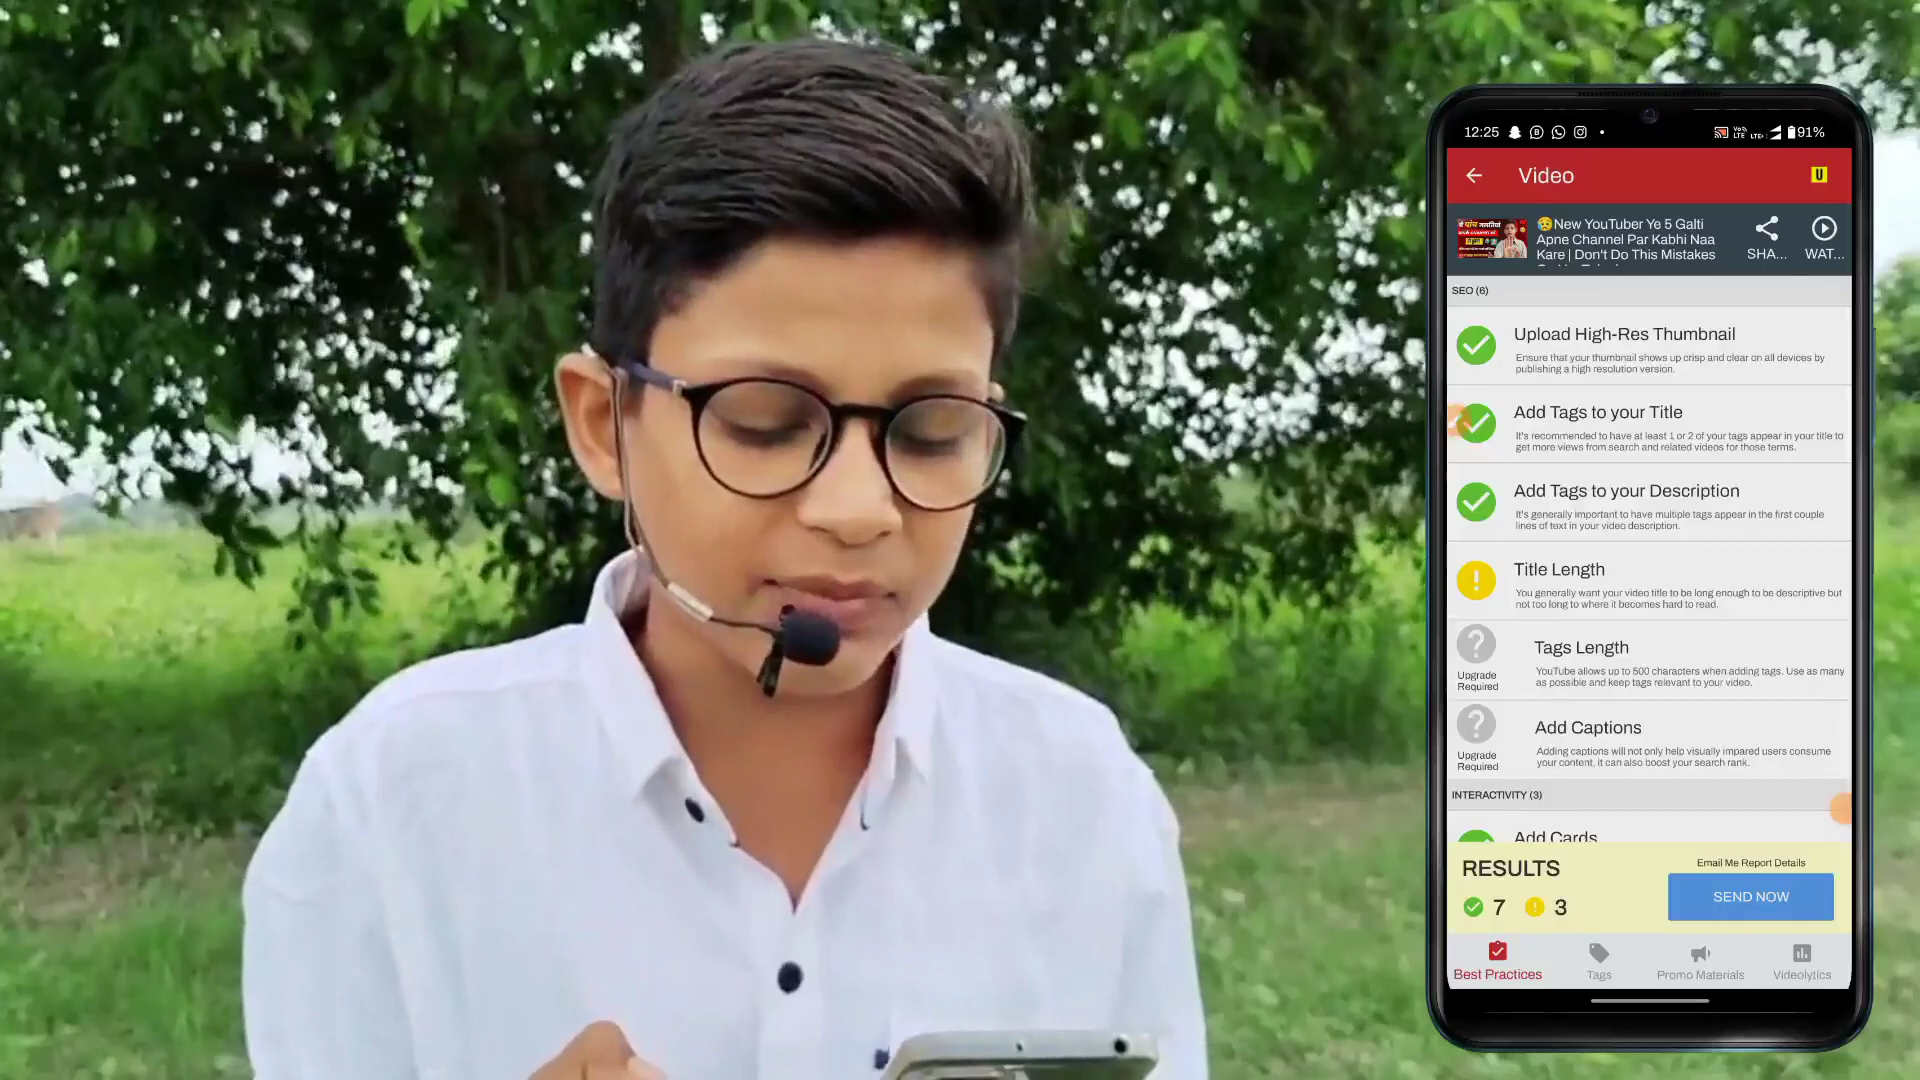 12:25
91%
Video
U
😥New YouTuber Ye 5 Galti
Apne Channel Par Kabhi Naa
Kare | Don't Do This Mistakes
SHA...
WAT...
SEO (6)
Upload High-Res Thumbnail
Ensure that your thumbnail shows up crisp and clear on all devices by
publishing a high resolution version.
Add Tags to your Title
It's recommended to have at least 1 or 2 of your tags appear in your title to
get more views from search and related videos for those terms.
Add Tags to your Description
It's generally important to have multiple tags appear in the first couple
lines of text in your video description.
Title Length
You generally want your video title to be long enough to be descriptive but
not too long to where it becomes hard to read.
Tags Length
Upgrade
Required
YouTube allows up to 500 characters when adding tags. Use as many
as possible and keep tags relevant to your video.
Add Captions
Upgrade
Required
Adding captions will not only help visually impared users consume
your content, it can also boost your search rank.
INTERACTIVITY (3)
Add Cards
RESULTS
7
3
Email Me Report Details
SEND NOW
Best Practices
Tags
Promo Materials
Videolytics